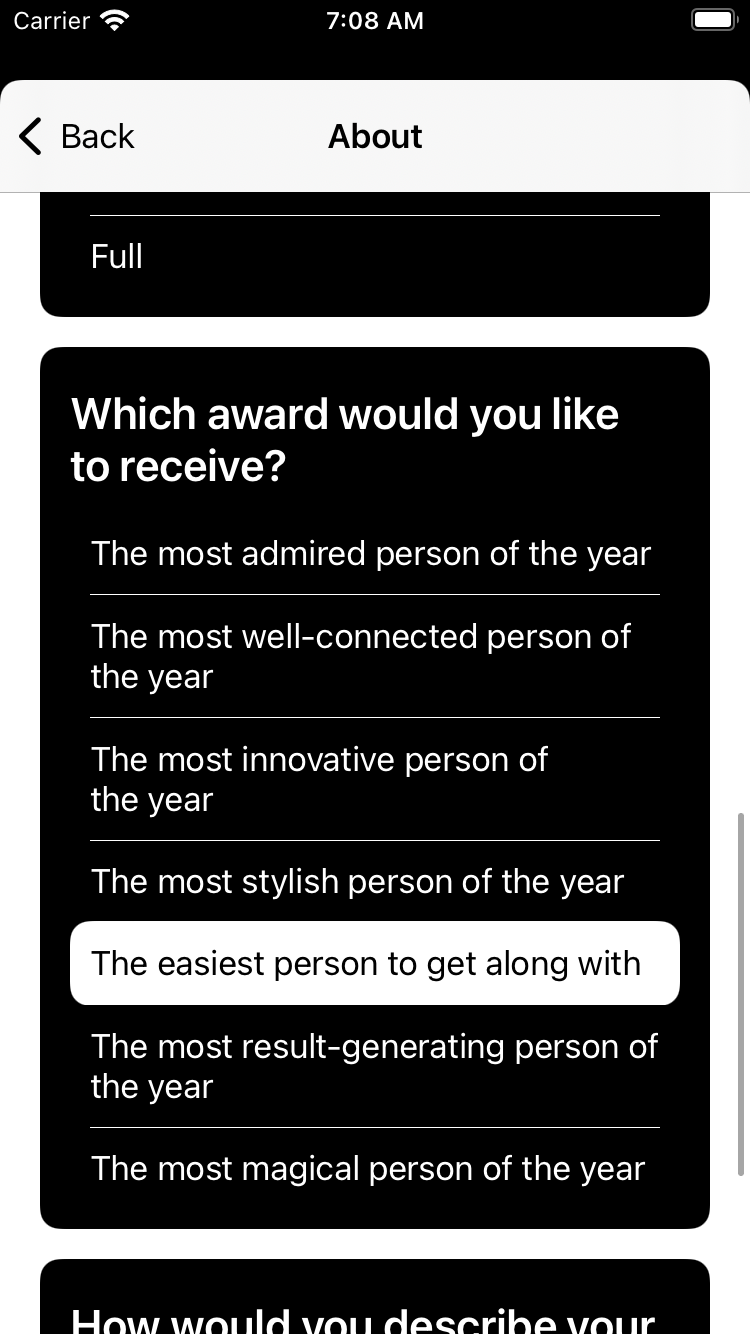 Carrier 7:08 AM
Back About
Full
Which award would you like
to receive?
The most admired person of the year
The most well-connected person of
the year
The most innovative person of
the year
The most stylish person of the year
The easiest person to get along with
The most result-generating person of
the year
The most magical person of the year
How would you describe your